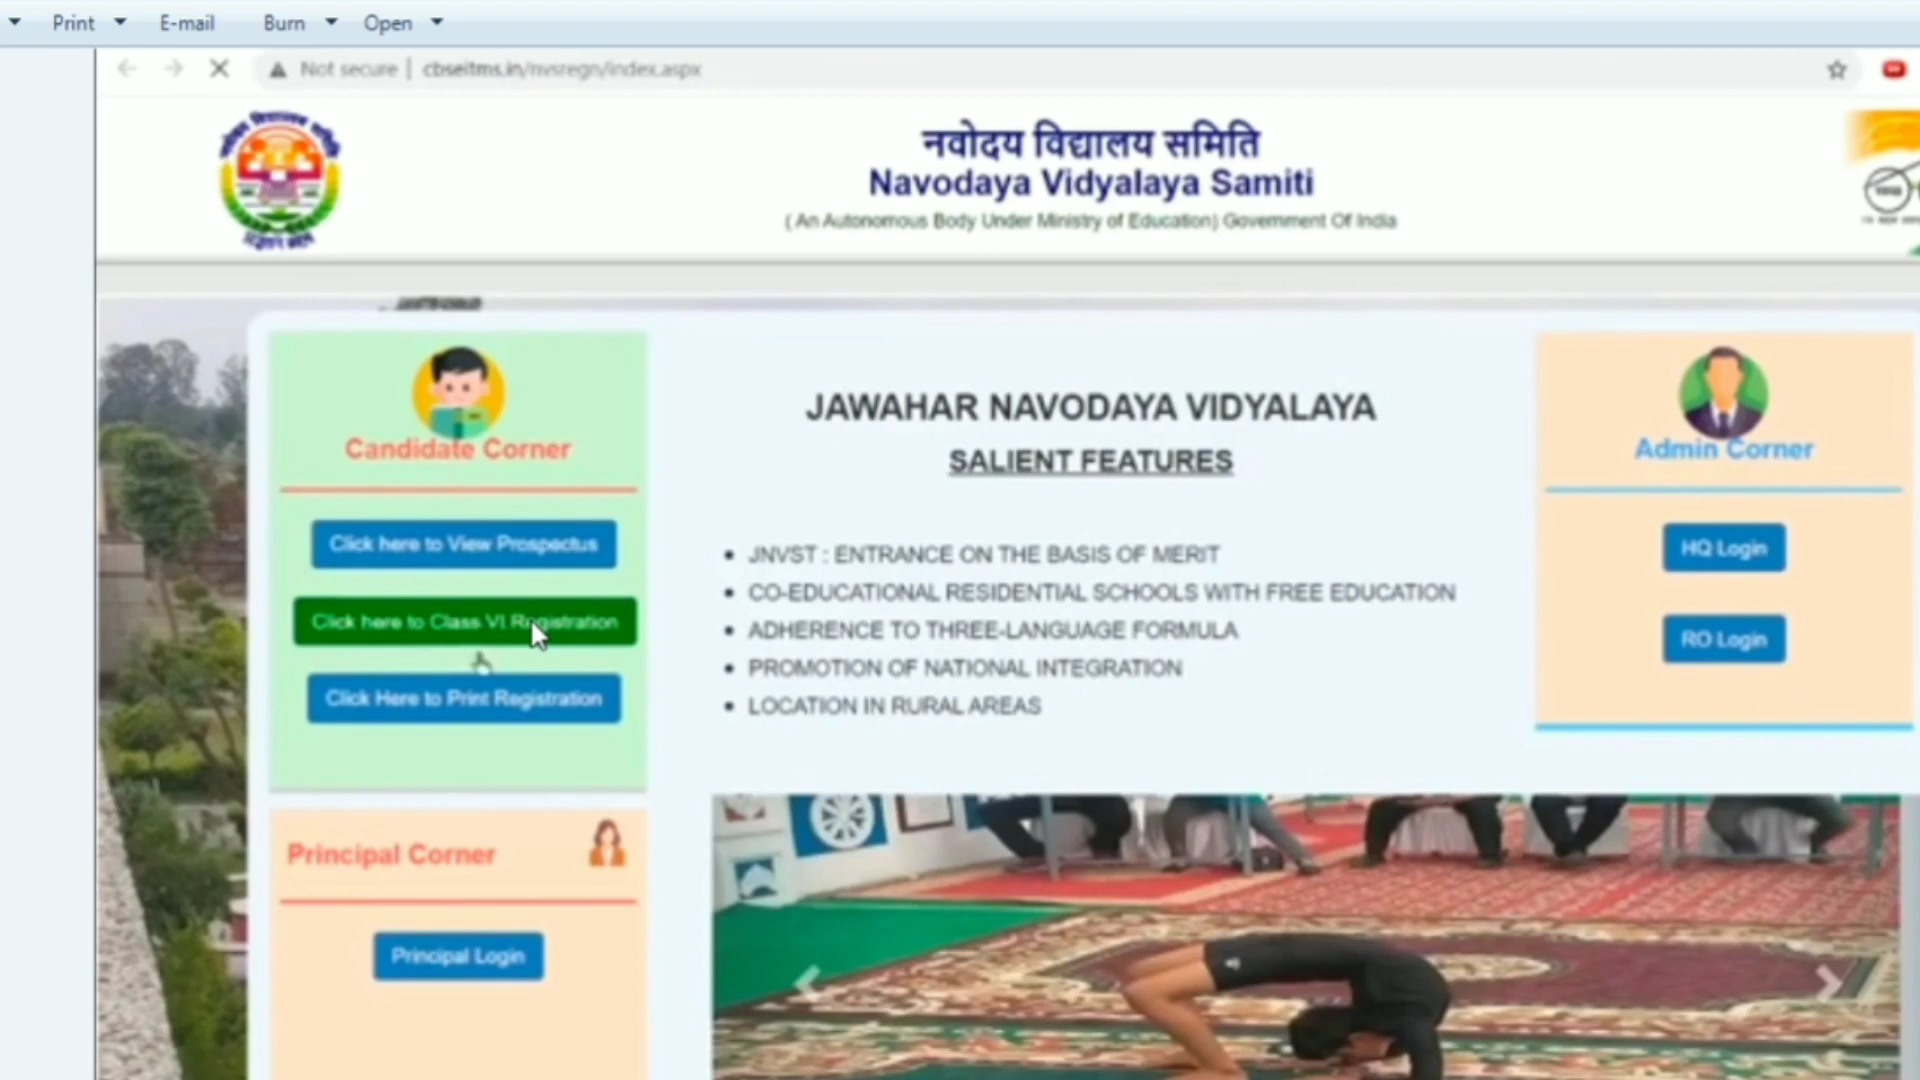 Print E-mail Burn Open
Not secure | cbseitms.in/nvsregn/index.aspx
नवोदय विद्यालय समिति
Navodaya Vidyalaya Samiti
( An Autonomous Body Under Ministry of Education) Government Of India
Candidate Corner
Click here to View Prospectus
Click here to Class VI Registration
Click Here to Print Registration
Principal Corner
Principal Login
JAWAHAR NAVODAYA VIDYALAYA
SALIENT FEATURES
• JNVST : ENTRANCE ON THE BASIS OF MERIT
• CO-EDUCATIONAL RESIDENTIAL SCHOOLS WITH FREE EDUCATION
• ADHERENCE TO THREE-LANGUAGE FORMULA
• PROMOTION OF NATIONAL INTEGRATION
• LOCATION IN RURAL AREAS
Admin Corner
HQ Login
RO Login